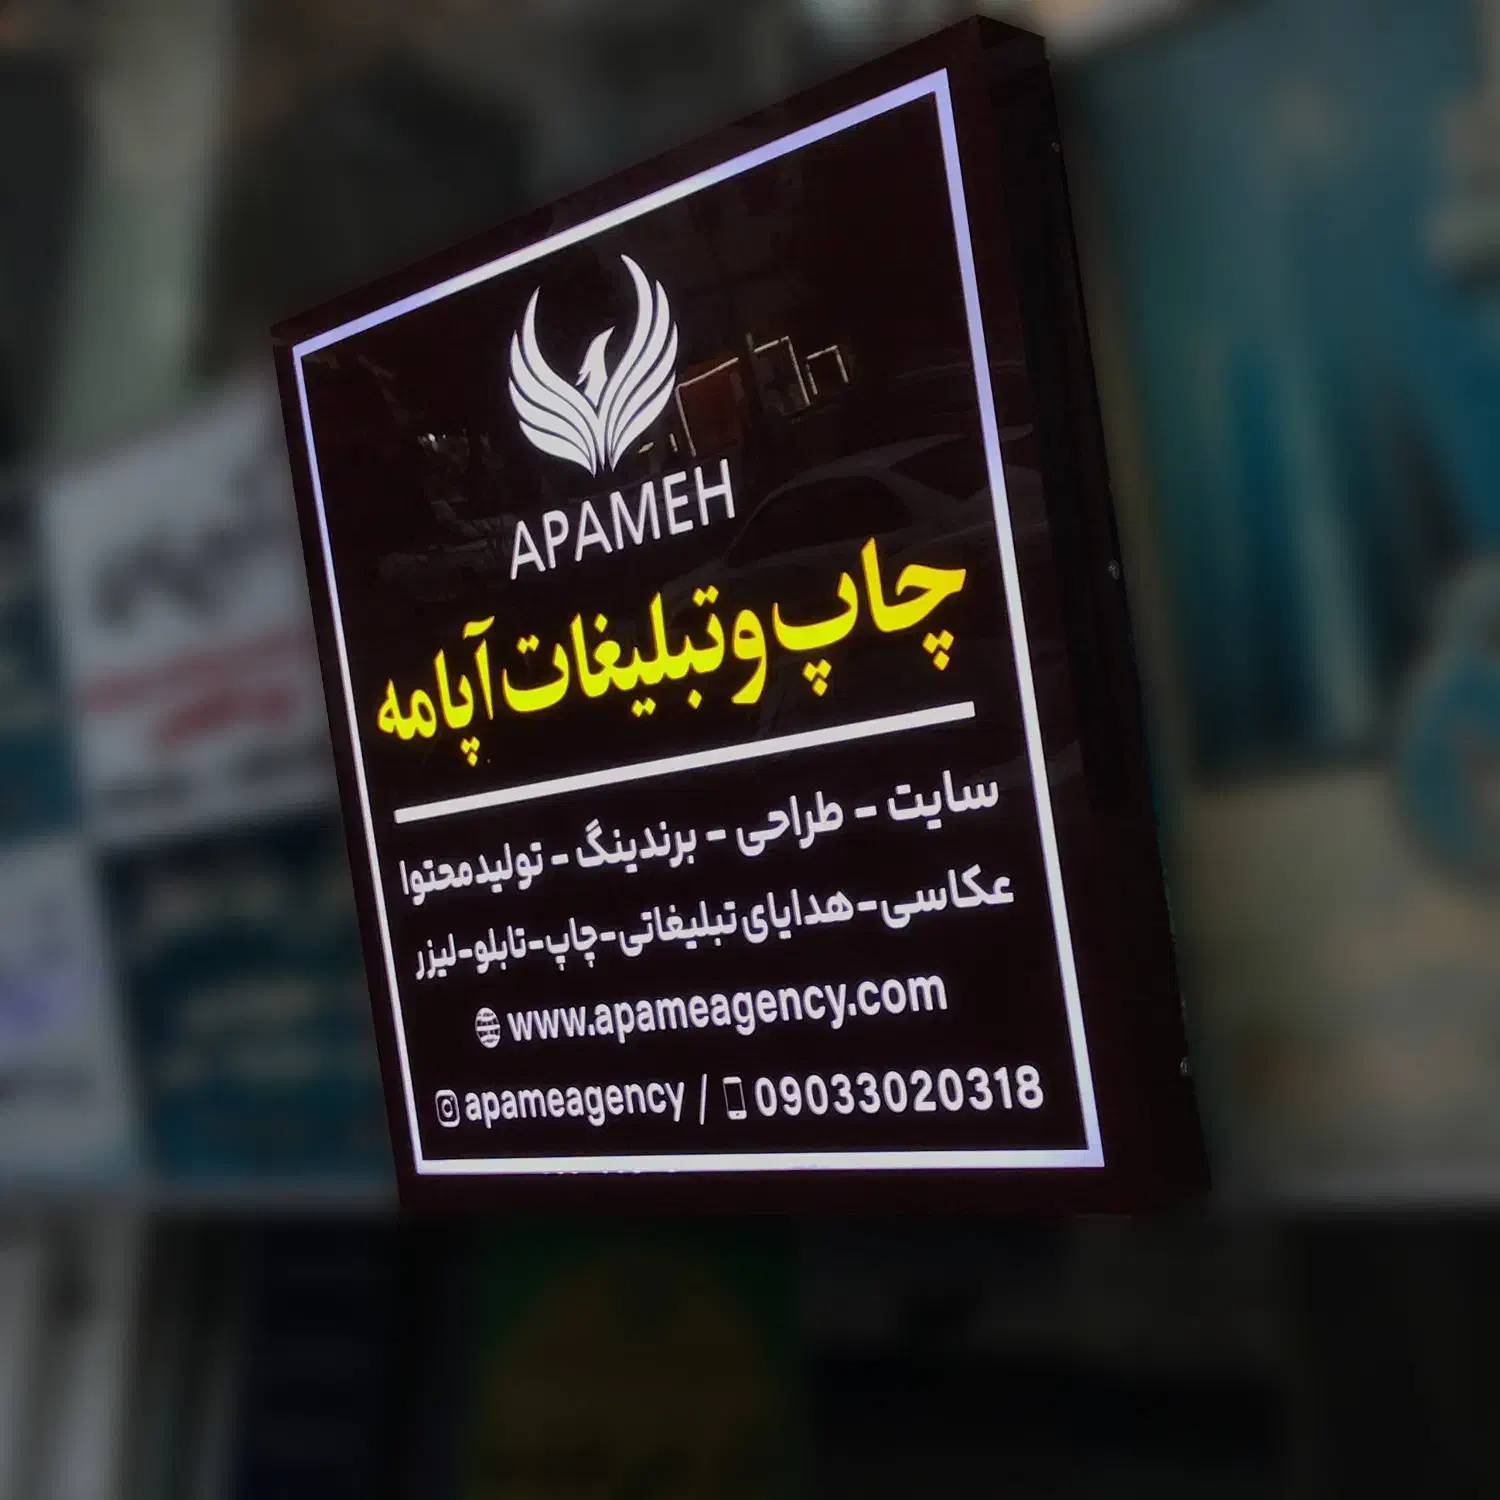 APAMEH
چاپ و تبلیغات آپامه
سایت - طراحی - برندینگ - تولید محتوا
عکاسی-هدایای تبلیغاتی-چاپ-تابلو-لیزر
www.apameagency.com
apameagency / 09033020318